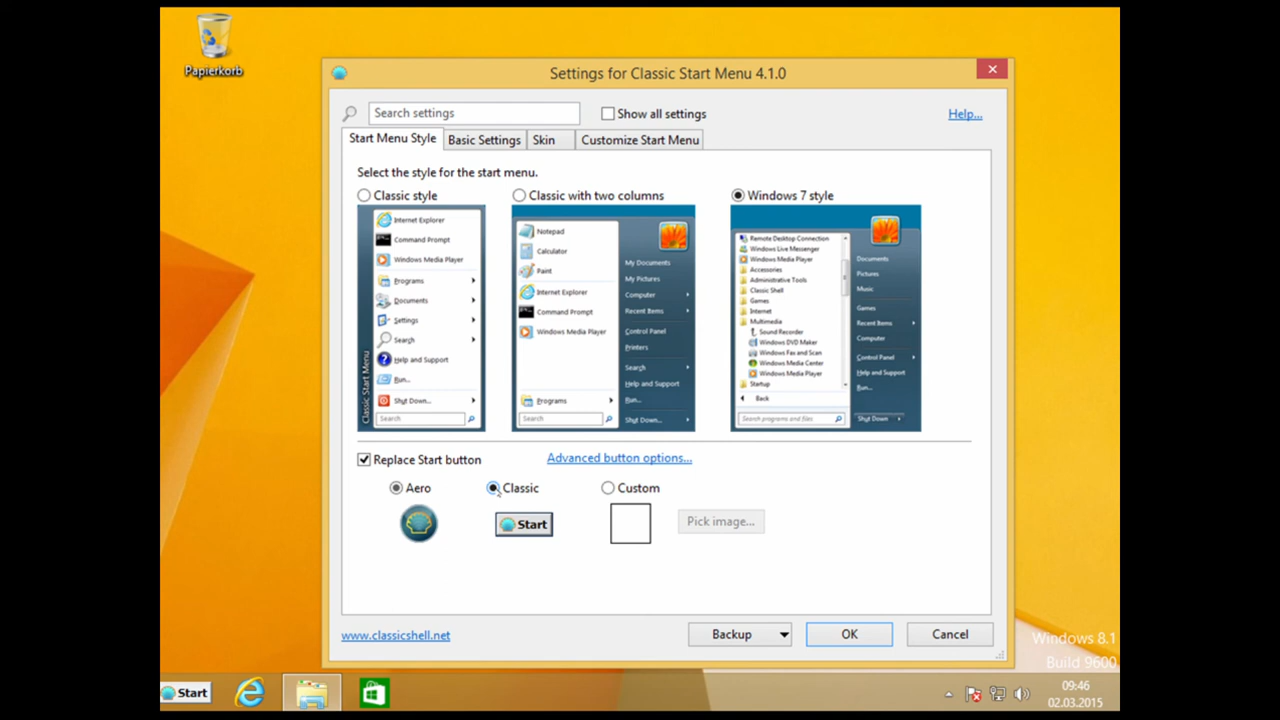 Papierkorb
Settings for Classic Start Menu 4.1.0
Search settings
Show all settings
Help...
Start Menu Style
Basic Settings
Skin
Customize Start Menu
Select the style for the start menu.
Classic style
Classic with two columns
Windows 7 style
Internet Explorer
Command Prompt
Windows Media Player
Programs
Documents
Settings
Search
Help and Support
Run...
Shut Down...
Search
Classic Start Menu
Notepad
Calculator
Paint
Internet Explorer
Command Prompt
Windows Media Player
Programs
Search
My Documents
My Pictures
Computer
Recent Items
Control Panel
Printers
Search
Help and Support
Run...
Shut Down...
Remote Desktop Connection
Windows Live Messenger
Windows Media Player
Accessories
Administrative Tools
Classic Shell
Games
Internet
Multimedia
Sound Recorder
Windows DVD Maker
Windows Fax and Scan
Windows Media Center
Windows Media Player
Startup
Back
Search programs and files
Documents
Pictures
Music
Games
Recent Items
Computer
Control Panel
Help and Support
Run...
Shut Down
Replace Start button
Advanced button options...
Aero
Classic
Custom
Start
Pick image...
www.classicshell.net
Backup
OK
Cancel
Windows 8.1
Build 9600
Start
09:46
02.03.2015